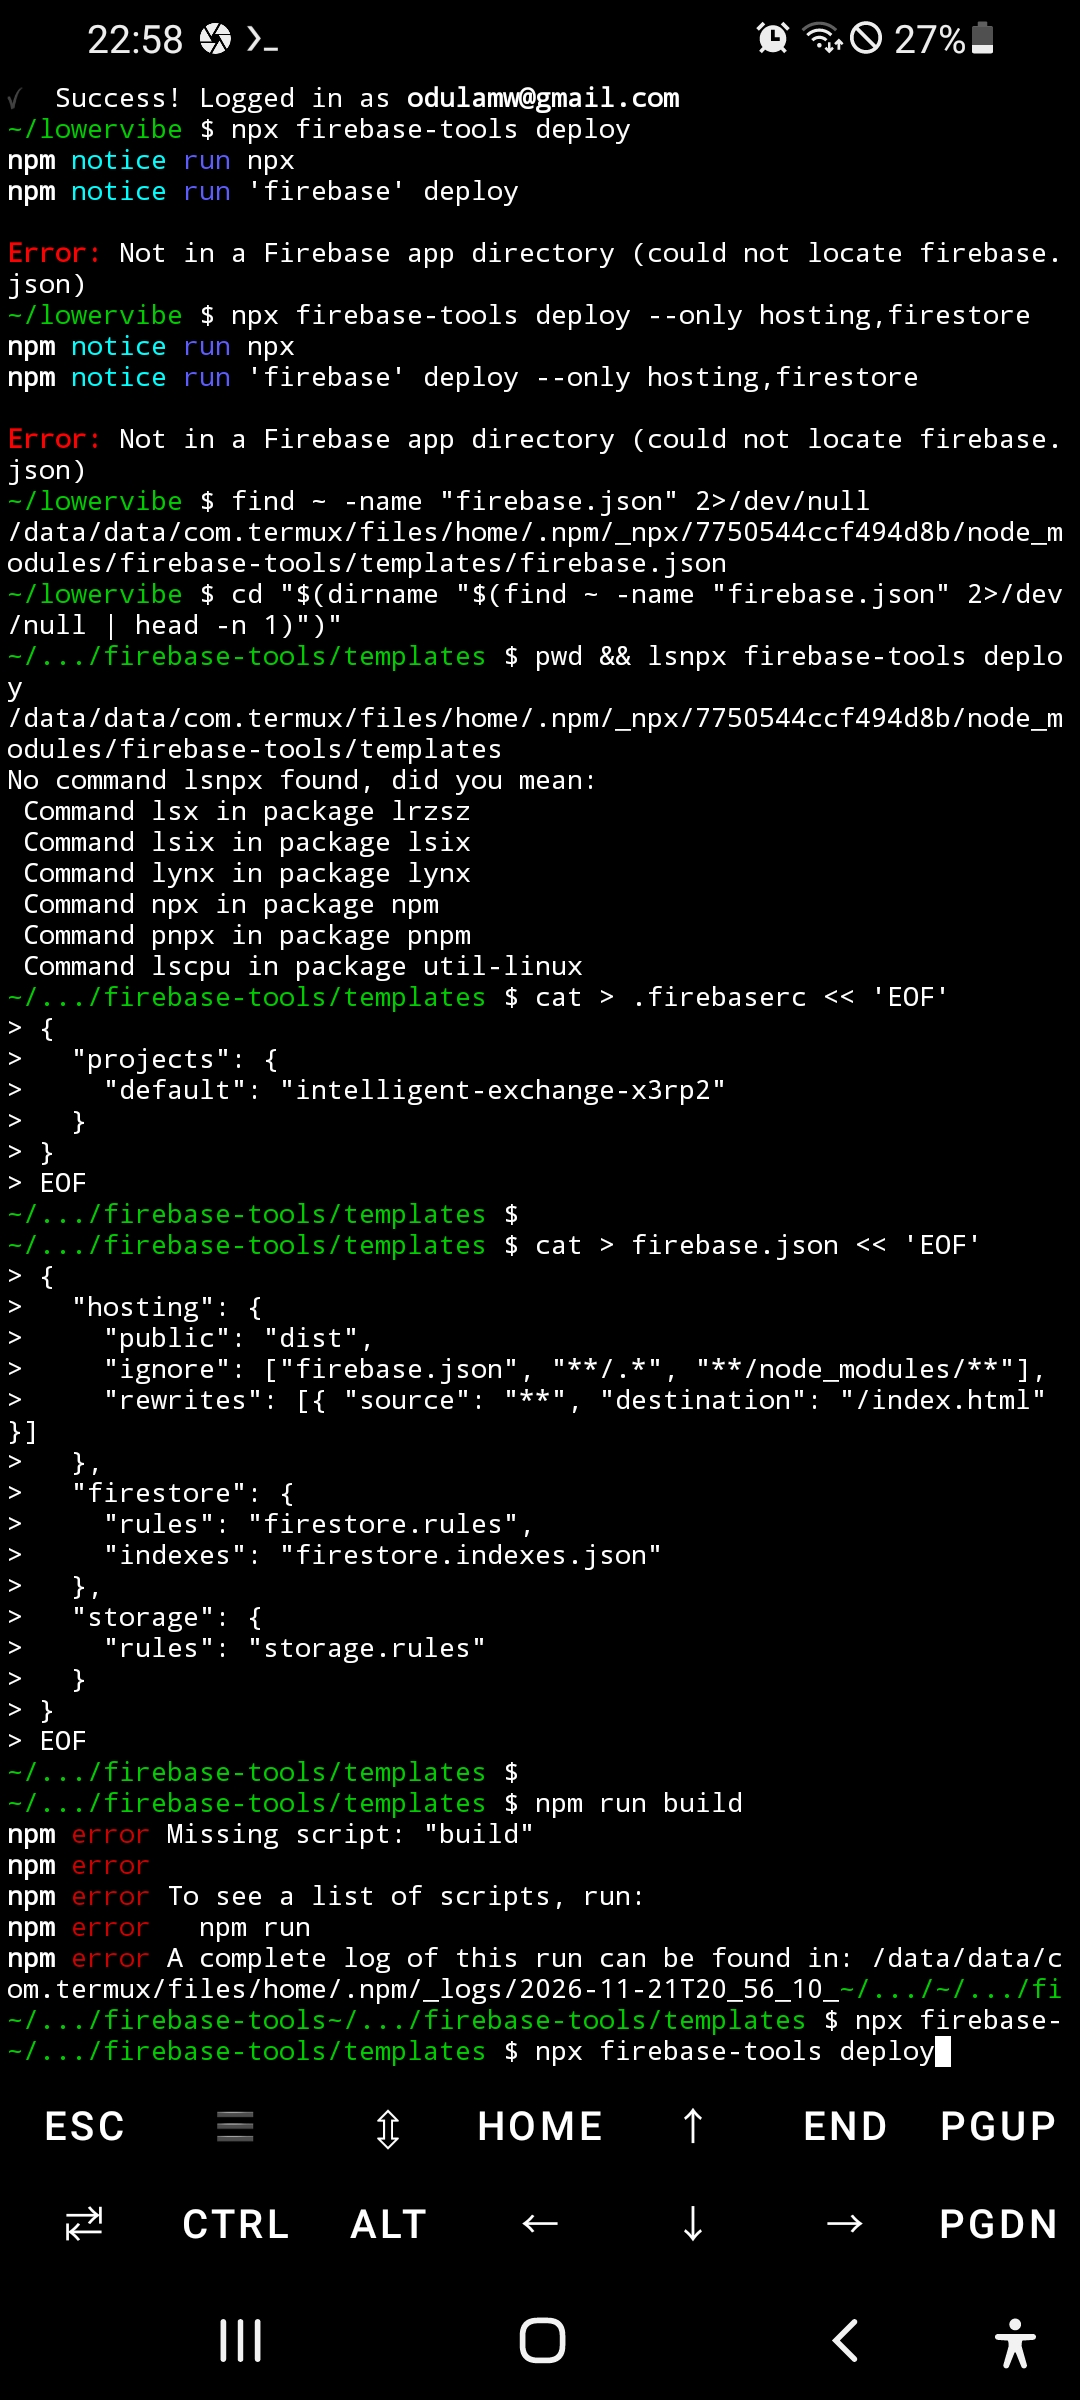 22:58 27%
√  Success! Logged in as odulamw@gmail.com
~/lowervibe $ npx firebase-tools deploy
npm notice run npx
npm notice run 'firebase' deploy

Error: Not in a Firebase app directory (could not locate firebase.
json)
~/lowervibe $ npx firebase-tools deploy --only hosting,firestore
npm notice run npx
npm notice run 'firebase' deploy --only hosting,firestore

Error: Not in a Firebase app directory (could not locate firebase.
json)
~/lowervibe $ find ~ -name "firebase.json" 2>/dev/null
/data/data/com.termux/files/home/.npm/_npx/7750544ccf494d8b/node_m
odules/firebase-tools/templates/firebase.json
~/lowervibe $ cd "$(dirname "$(find ~ -name "firebase.json" 2>/dev
/null | head -n 1)")"
~/.../firebase-tools/templates $ pwd && lsnpx firebase-tools deplo
y
/data/data/com.termux/files/home/.npm/_npx/7750544ccf494d8b/node_m
odules/firebase-tools/templates
No command lsnpx found, did you mean:
 Command lsx in package lrzsz
 Command lsix in package lsix
 Command lynx in package lynx
 Command npx in package npm
 Command pnpx in package pnpm
 Command lscpu in package util-linux
~/.../firebase-tools/templates $ cat > .firebaserc << 'EOF'
> {
>   "projects": {
>     "default": "intelligent-exchange-x3rp2"
>   }
> }
> EOF
~/.../firebase-tools/templates $
~/.../firebase-tools/templates $ cat > firebase.json << 'EOF'
> {
>   "hosting": {
>     "public": "dist",
>     "ignore": ["firebase.json", "**/.*", "**/node_modules/**"],
>     "rewrites": [{ "source": "**", "destination": "/index.html"
}]
>   },
>   "firestore": {
>     "rules": "firestore.rules",
>     "indexes": "firestore.indexes.json"
>   },
>   "storage": {
>     "rules": "storage.rules"
>   }
> }
> EOF
~/.../firebase-tools/templates $
~/.../firebase-tools/templates $ npm run build
npm error Missing script: "build"
npm error
npm error To see a list of scripts, run:
npm error   npm run
npm error A complete log of this run can be found in: /data/data/c
om.termux/files/home/.npm/_logs/2026-11-21T20_56_10_~/.../~/.../fi
~/.../firebase-tools~/.../firebase-tools/templates $ npx firebase-
~/.../firebase-tools/templates $ npx firebase-tools deploy
ESC HOME ↑ END PGUP
CTRL ALT ← ↓ → PGDN